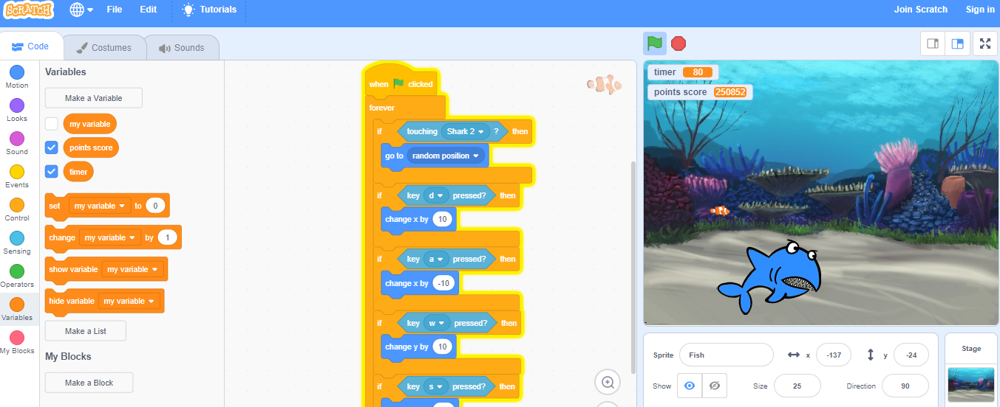 SCRATCH File Edit Tutorials Join Scratch Sign in
Code Costumes Sounds
Motion
Looks
Sound
Events
Control
Sensing
Operators
Variables
My Blocks
Variables
Make a Variable
my variable
points score
timer
set my variable to 0
change my variable by 1
show variable my variable
hide variable my variable
Make a List
My Blocks
Make a Block
when clicked
forever
if touching Shark 2 ? then
go to random position
if key d pressed? then
change x by 10
if key a pressed? then
change x by -10
if key w pressed? then
change y by 10
if key s pressed? then
timer 80
points score 250852
Sprite Fish x -137 y -24
Show Size 25 Direction 90
Stage